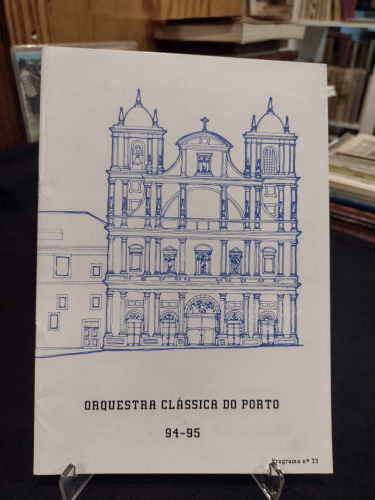 ORQUESTRA CLÁSSICA DO PORTO
94-95
Programa nº 33